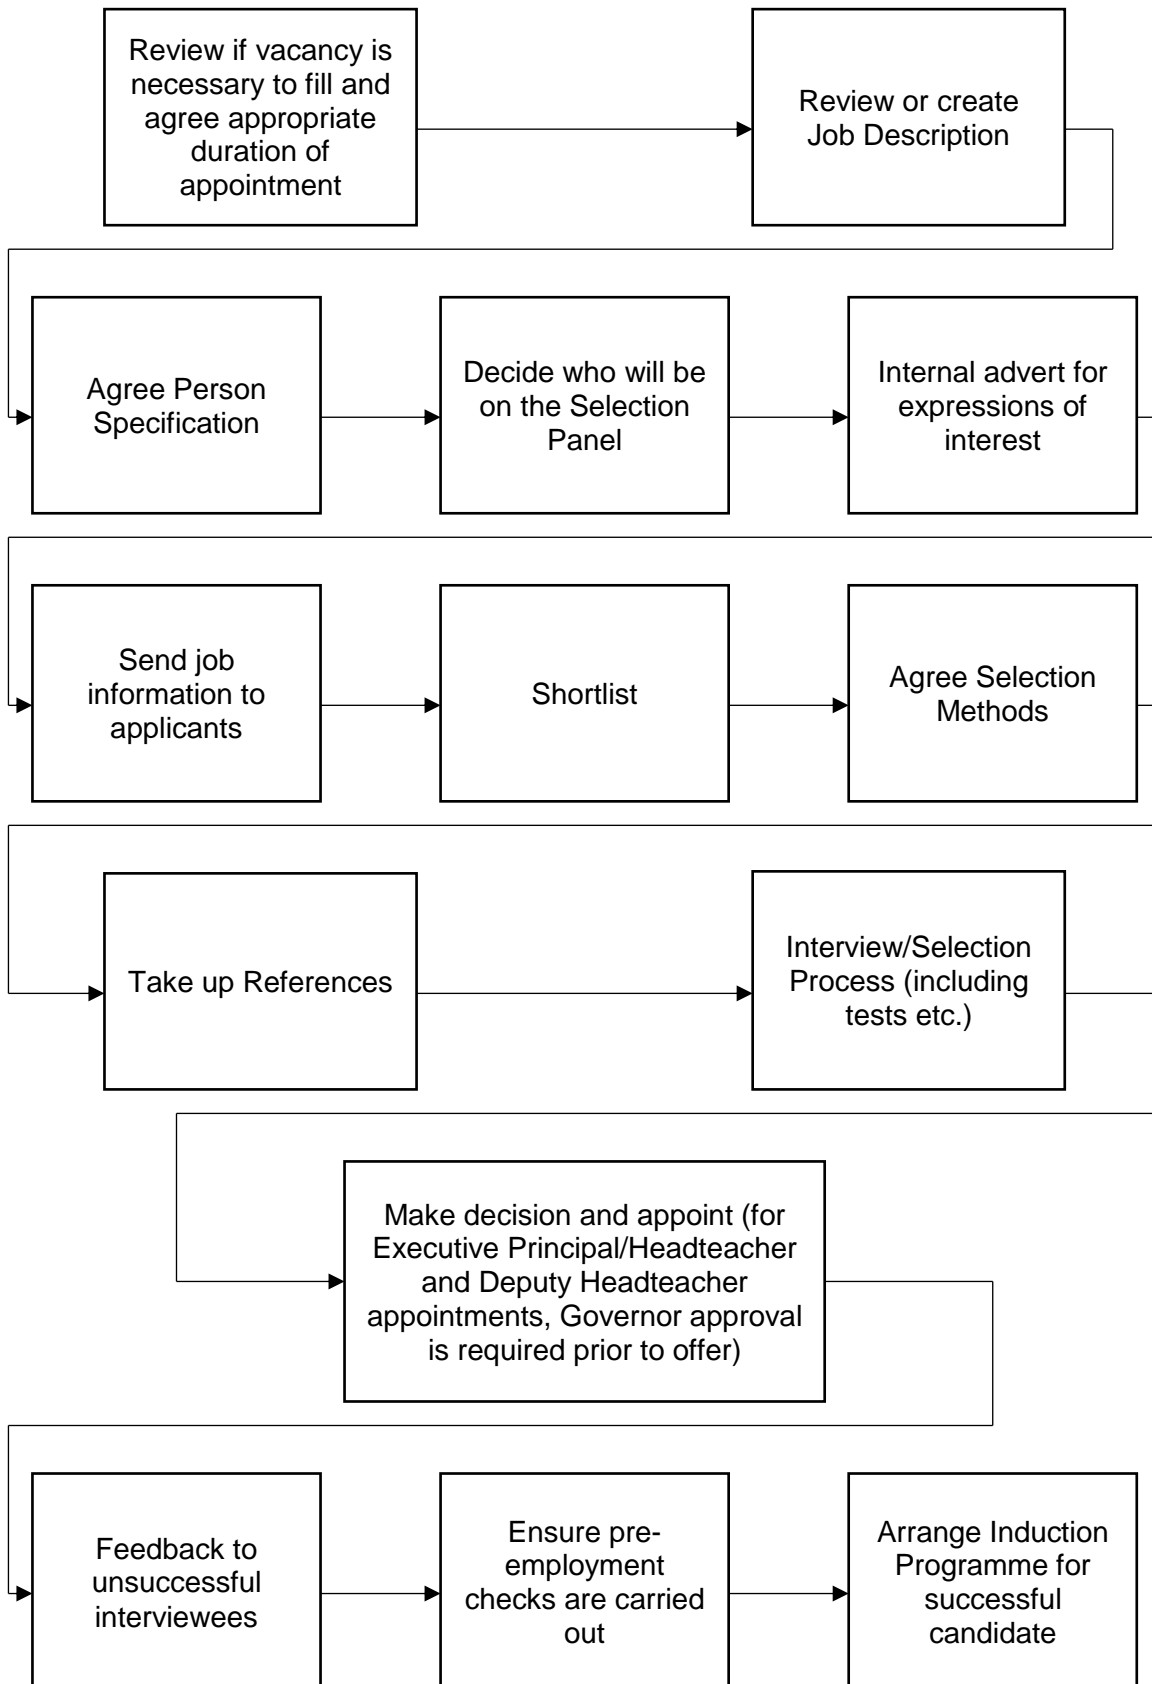 Review if vacancy is
necessary to fill and
agree appropriate
duration of
appointment
Review or create
Job Description
Agree Person
Specification
Decide who will be
on the Selection
Panel
Internal advert for
expressions of
interest
Send job
information to
applicants
Shortlist
Agree Selection
Methods
Take up References
Interview/Selection
Process (including
tests etc.)
Make decision and appoint (for
Executive Principal/Headteacher
and Deputy Headteacher
appointments, Governor approval
is required prior to offer)
Feedback to
unsuccessful
interviewees
Ensure pre-
employment
checks are carried
out
Arrange Induction
Programme for
successful
candidate